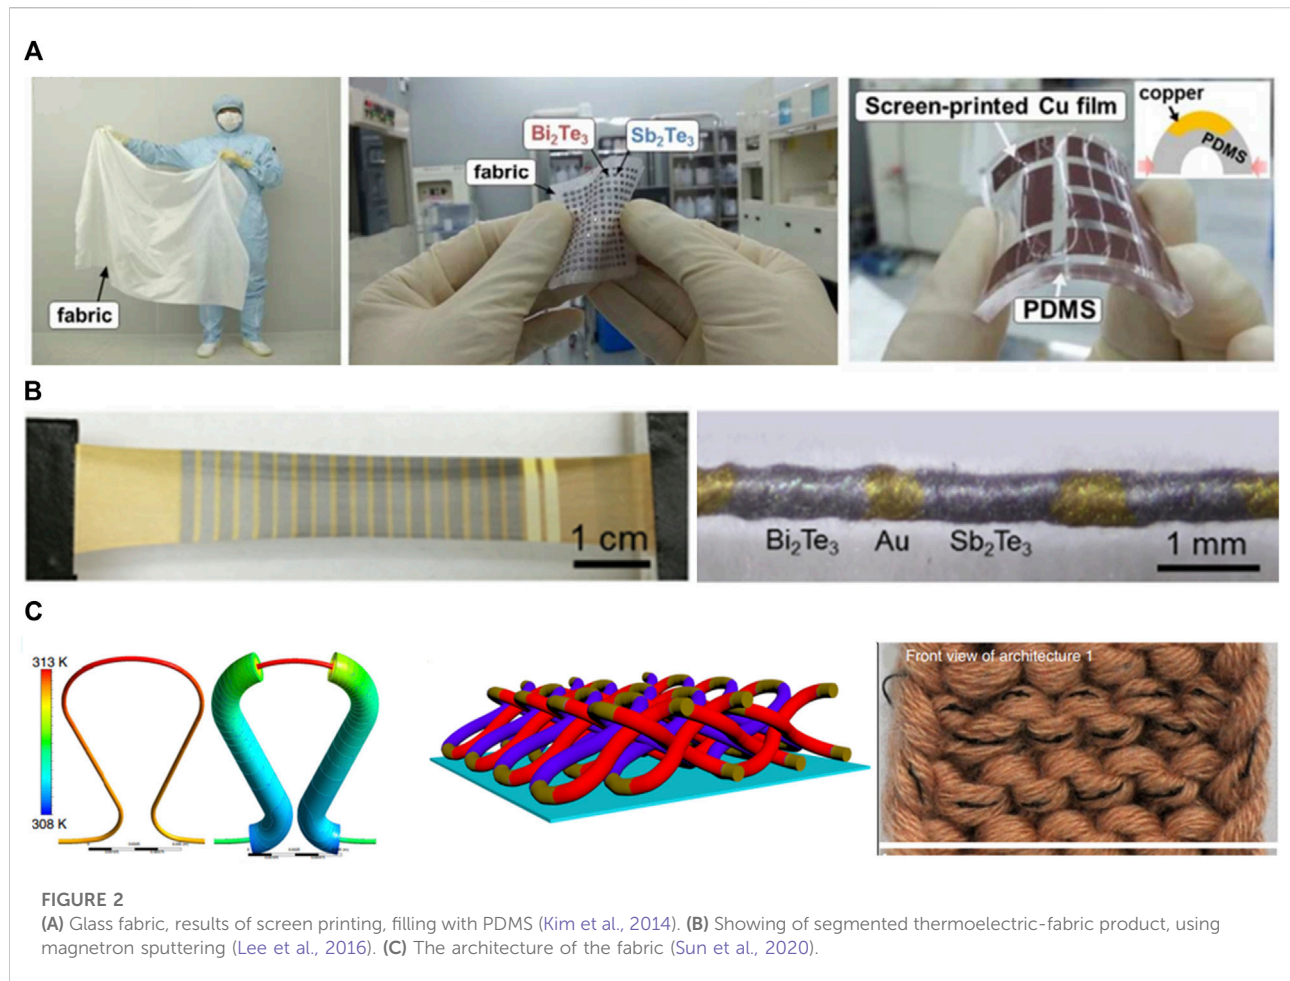 A
fabric
fabric
Bi₂Te₃
Sb₂Te₃
Screen-printed Cu film
PDMS
copper
PDMS
B
1 cm
Bi₂Te₃
Au
Sb₂Te₃
1 mm
C
313 K
308 K
Front view of architecture 1
FIGURE 2
(A) Glass fabric, results of screen printing, filling with PDMS (Kim et al., 2014). (B) Showing of segmented thermoelectric-fabric product, using
magnetron sputtering (Lee et al., 2016). (C) The architecture of the fabric (Sun et al., 2020).